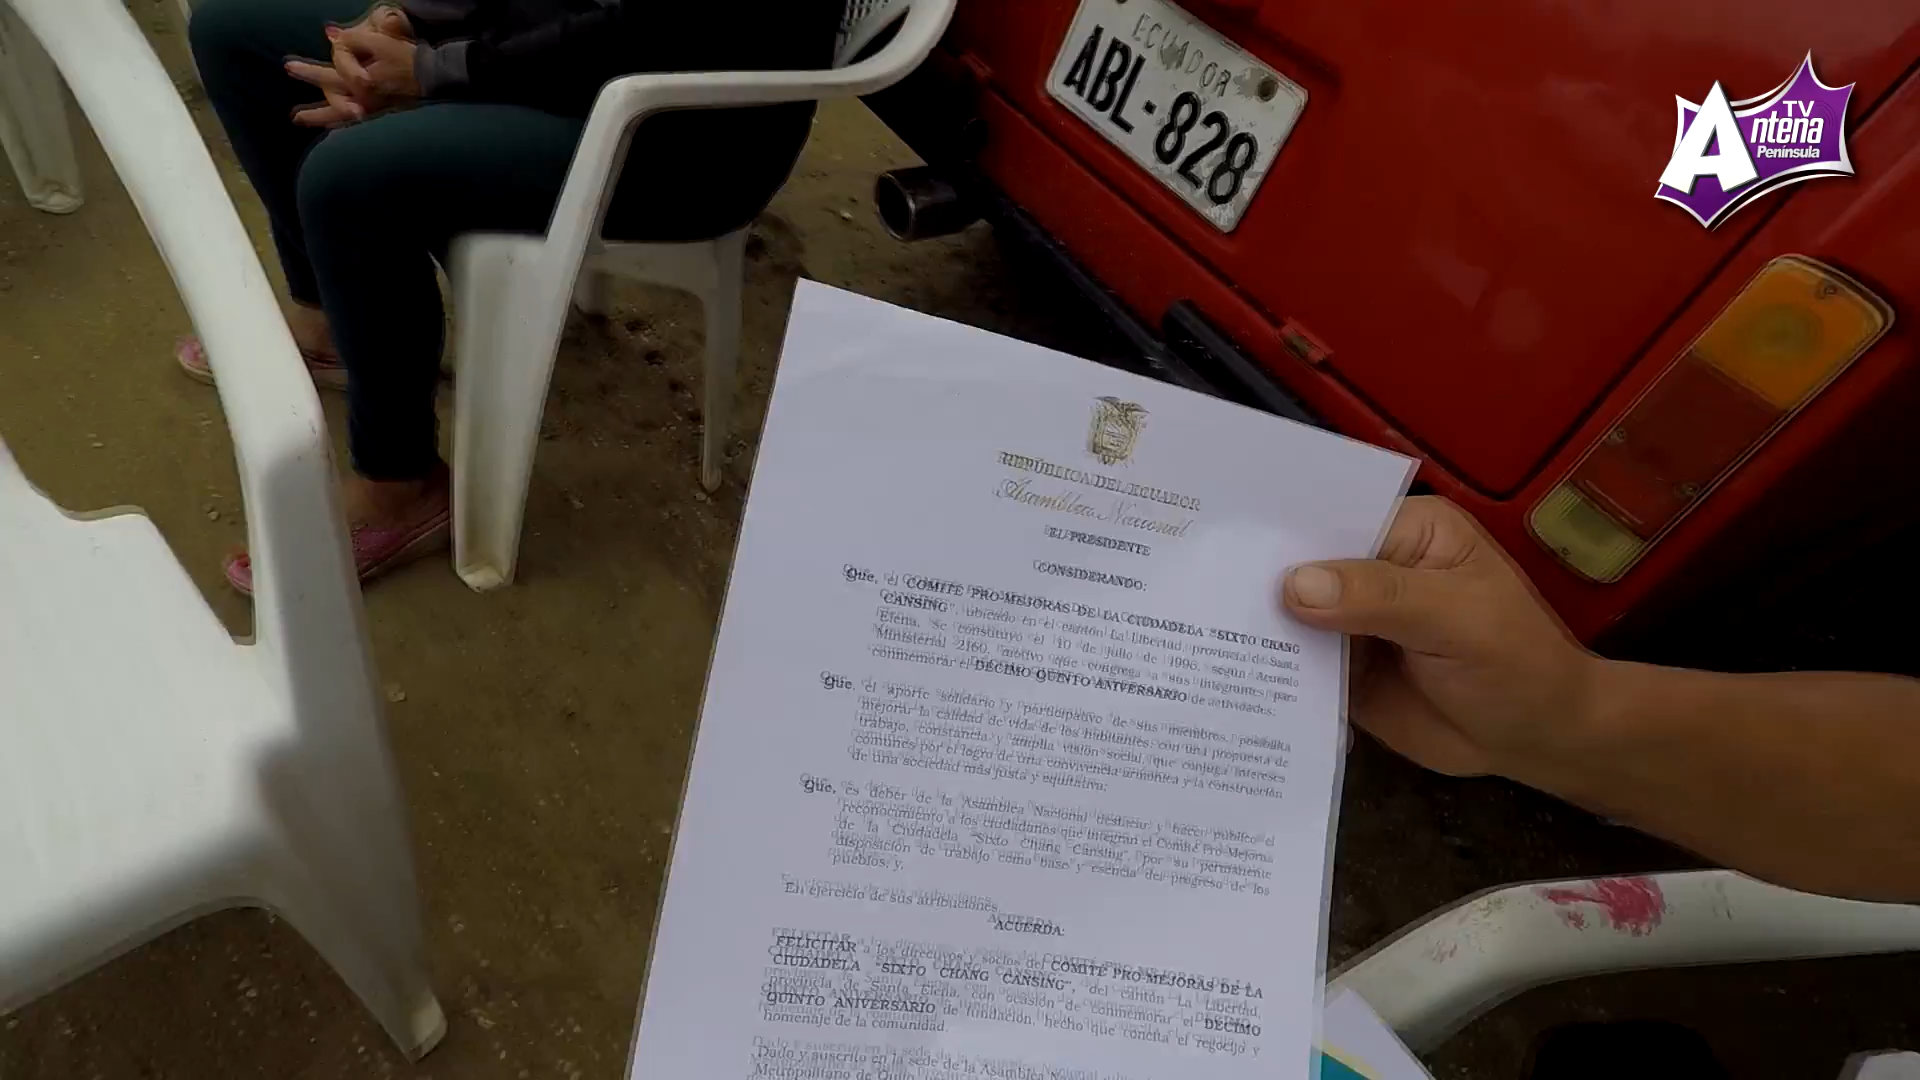 ECUADOR
ABL-828
TV
Antena
Península
REPÚBLICA DEL ECUADOR
Asamblea Nacional
EL PRESIDENTE
CONSIDERANDO:
Que, el COMITÉ PRO-MEJORAS DE LA CIUDADELA "SIXTO CHANG
CANSING", ubicado en el cantón La Libertad, provincia de Santa
Elena, se constituyó el 10 de julio de 1996, según Acuerdo
Ministerial 2160, motivo que congrega a sus integrantes para
conmemorar el DÉCIMO QUINTO ANIVERSARIO de actividades;
Que, el aporte solidario y participativo de sus miembros, posibilita
mejorar la calidad de vida de los habitantes, con una propuesta de
trabajo, constancia y amplia visión social, que conjuga intereses
comunes por el logro de una convivencia armónica y la construcción
de una sociedad más justa y equitativa;
Que, es deber de la Asamblea Nacional destacar y hacer público el
reconocimiento a los ciudadanos que integran el Comité Pro-Mejoras
de la Ciudadela "Sixto Chang Cansing", por su permanente
disposición de trabajo como base y esencia del progreso de los
pueblos; y,
En ejercicio de sus atribuciones,
ACUERDA:
FELICITAR a los directivos y socios del COMITÉ PRO-MEJORAS DE LA
CIUDADELA "SIXTO CHANG CANSING", del cantón La Libertad,
provincia de Santa Elena, con ocasión de conmemorar el DÉCIMO
QUINTO ANIVERSARIO de fundación, hecho que concita el regocijo y
homenaje de la comunidad.
Dado y suscrito en la sede de la Asamblea
Metropolitano de Quito